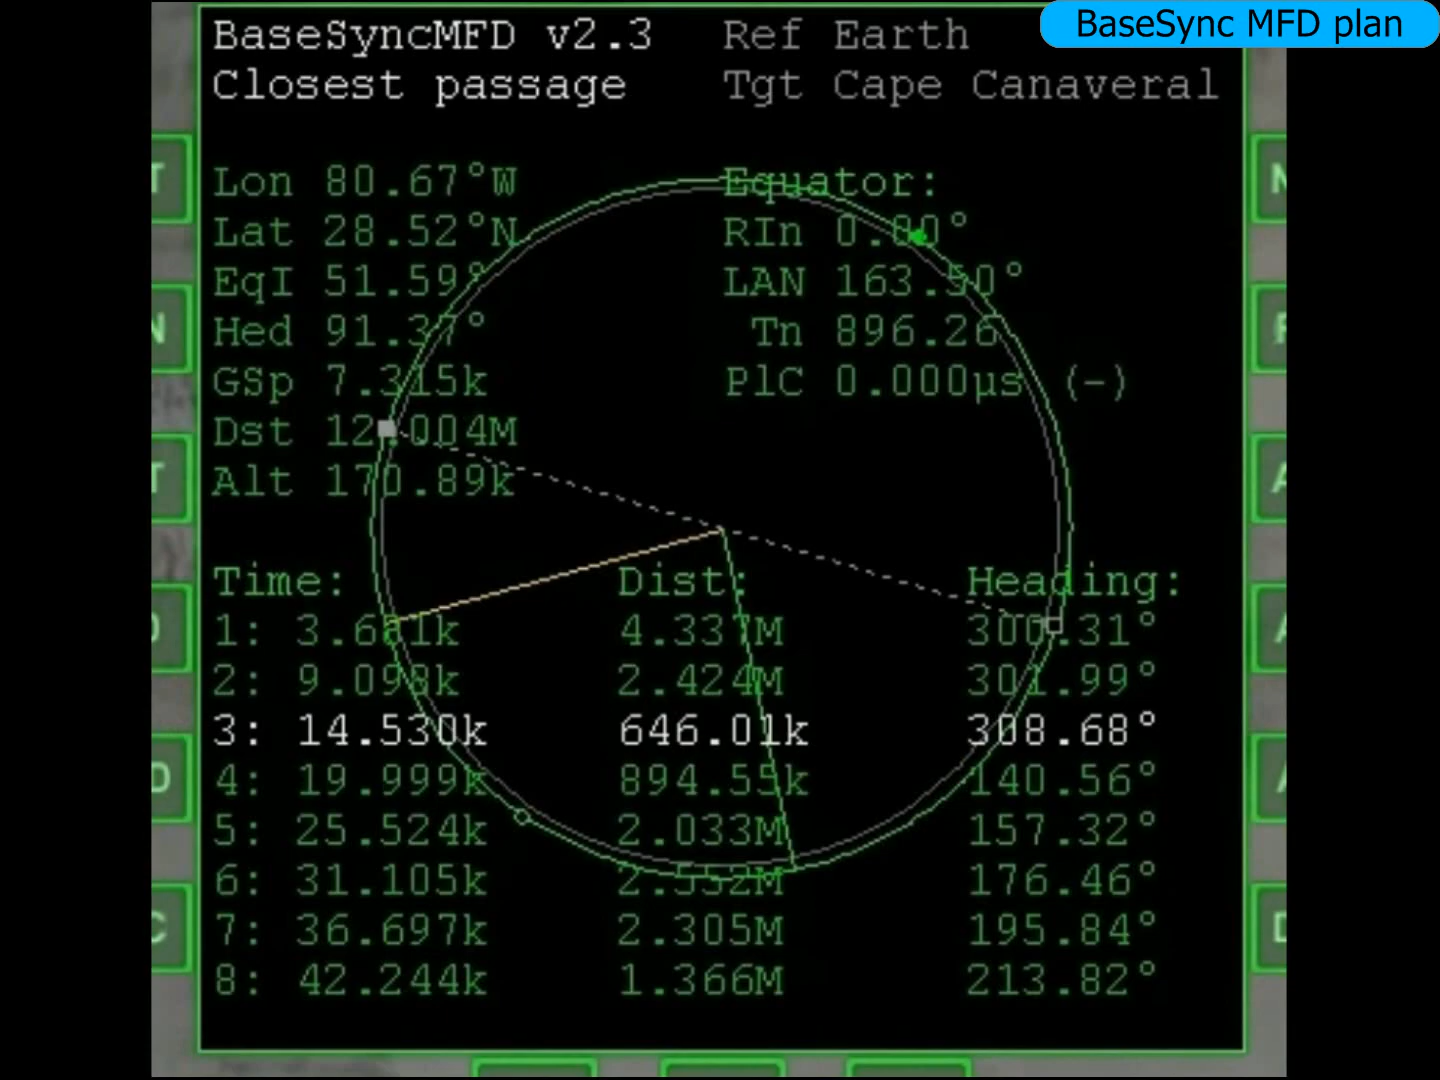 BaseSync MFD plan
BaseSyncMFD v2.3 Ref Earth
Closest passage Tgt Cape Canaveral
Lon 80.67°W Equator:
Lat 28.52°N RIn 0.00°
EqI 51.59° LAN 163.50°
Hed 91.37° Tn 896.26
GSp 7.315k PlC 0.000µs (-)
Dst 12.004M
Alt 170.89k
Time: Dist: Heading:
1: 3.681k 4.337M 300.31°
2: 9.098k 2.424M 301.99°
3: 14.530k 646.01k 308.68°
4: 19.999k 894.55k 140.56°
5: 25.524k 2.033M 157.32°
6: 31.105k 176.46°
7: 36.697k 2.305M 195.84°
8: 42.244k 1.366M 213.82°